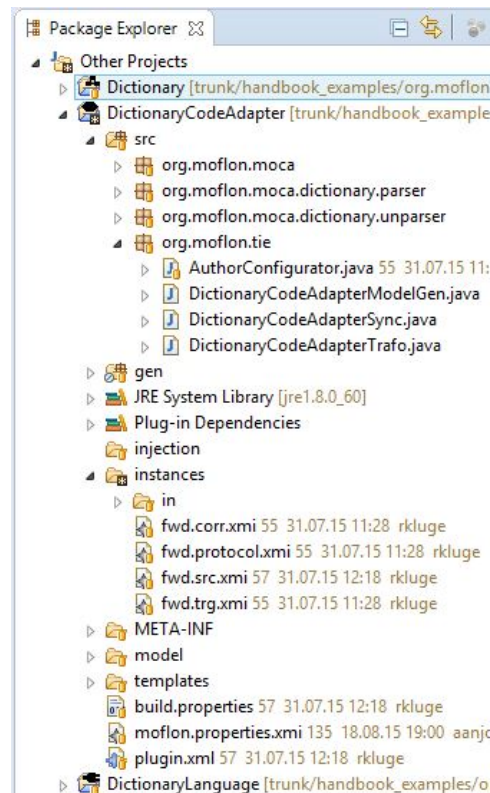 Package Explorer
Other Projects
Dictionary [trunk/handbook_examples/org.moflon
DictionaryCodeAdapter [trunk/handbook_example
src
org.moflon.moca
org.moflon.moca.dictionary.parser
org.moflon.moca.dictionary.unparser
org.moflon.tie
AuthorConfigurator.java 55 31.07.15 11:
DictionaryCodeAdapterModelGen.java
DictionaryCodeAdapterSync.java
DictionaryCodeAdapterTrafo.java
gen
JRE System Library [jre1.8.0_60]
Plug-in Dependencies
injection
instances
in
fwd.corr.xmi 55 31.07.15 11:28 rkluge
fwd.protocol.xmi 55 31.07.15 11:28 rkluge
fwd.src.xmi 57 31.07.15 12:18 rkluge
fwd.trg.xmi 55 31.07.15 11:28 rkluge
META-INF
model
templates
build.properties 57 31.07.15 12:18 rkluge
moflon.properties.xmi 135 18.08.15 19:00 aanjo
plugin.xml 57 31.07.15 12:18 rkluge
DictionaryLanguage [trunk/handbook_examples/o